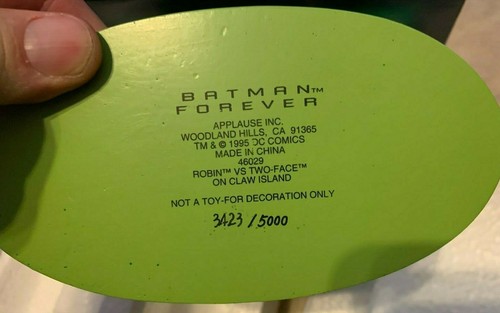 BATMAN™
FOREVER
APPLAUSE INC.
WOODLAND HILLS, CA 91365
TM & © 1995 DC COMICS
MADE IN CHINA
46029
ROBIN™ VS TWO-FACE™
ON CLAW ISLAND
NOT A TOY-FOR DECORATION ONLY
3423/5000